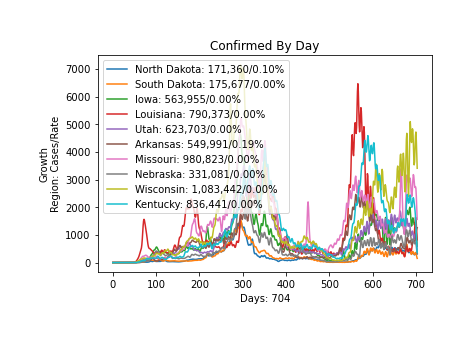 Confirmed By Day
Growth
Region: Cases/Rate
7000
6000
5000
4000
3000
2000
1000
0
North Dakota: 171,360/0.10%
South Dakota: 175,677/0.00%
Iowa: 563,955/0.00%
Louisiana: 790,373/0.00%
Utah: 623,703/0.00%
Arkansas: 549,991/0.19%
Missouri: 980,823/0.00%
Nebraska: 331,081/0.00%
Wisconsin: 1,083,442/0.00%
Kentucky: 836,441/0.00%
0 100 200 300 400 500 600 700
Days: 704